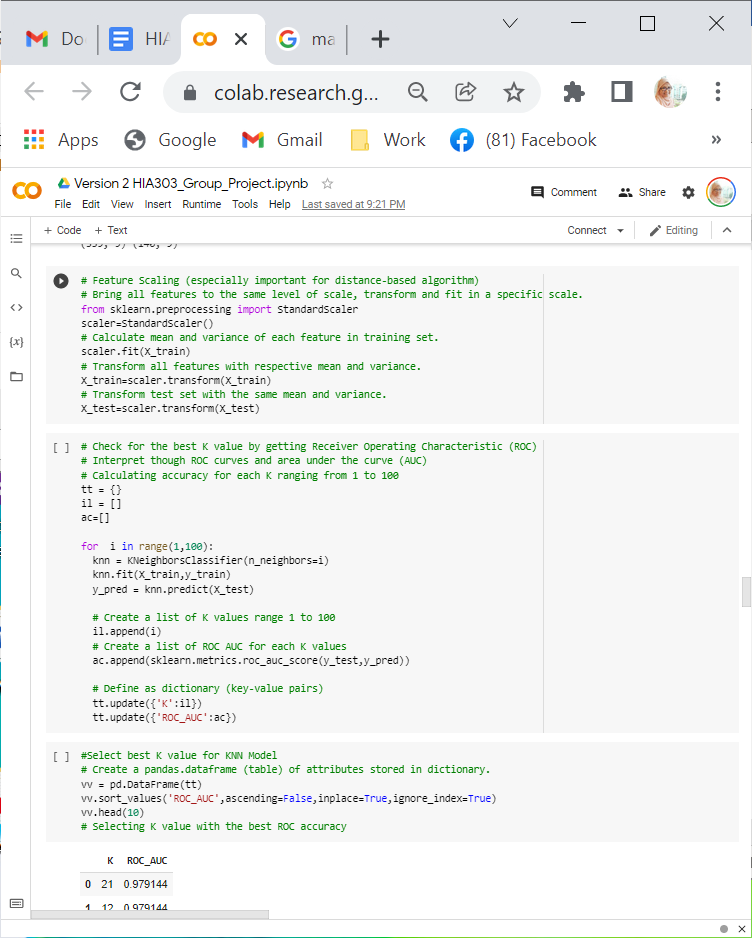 Do
HIA
ma
colab.research.g...
Apps
Google
Gmail
Work
(81) Facebook
»
Version 2 HIA303_Group_Project.ipynb
File Edit View Insert Runtime Tools Help Last saved at 9:21 PM
Comment
Share
+ Code + Text
Connect
Editing
# Feature Scaling (especially important for distance-based algorithm)
# Bring all features to the same level of scale, transform and fit in a specific scale.
from sklearn.preprocessing import StandardScaler
scaler=StandardScaler()
# Calculate mean and variance of each feature in training set.
scaler.fit(X_train)
# Transform all features with respective mean and variance.
X_train=scaler.transform(X_train)
# Transform test set with the same mean and variance.
X_test=scaler.transform(X_test)
[ ] # Check for the best K value by getting Receiver Operating Characteristic (ROC)
# Interpret though ROC curves and area under the curve (AUC)
# Calculating accuracy for each K ranging from 1 to 100
tt = {}
il = []
ac=[]
for i in range(1,100):
knn = KNeighborsClassifier(n_neighbors=i)
knn.fit(X_train,y_train)
y_pred = knn.predict(X_test)
# Create a list of K values range 1 to 100
il.append(i)
# Create a list of ROC AUC for each K values
ac.append(sklearn.metrics.roc_auc_score(y_test,y_pred))
# Define as dictionary (key-value pairs)
tt.update({'K':il})
tt.update({'ROC_AUC':ac})
[ ] #Select best K value for KNN Model
# Create a pandas.dataframe (table) of attributes stored in dictionary.
vv = pd.DataFrame(tt)
vv.sort_values('ROC_AUC',ascending=False,inplace=True,ignore_index=True)
vv.head(10)
# Selecting K value with the best ROC accuracy
K ROC_AUC
0 21 0.979144
1 12 0.979144
{x}